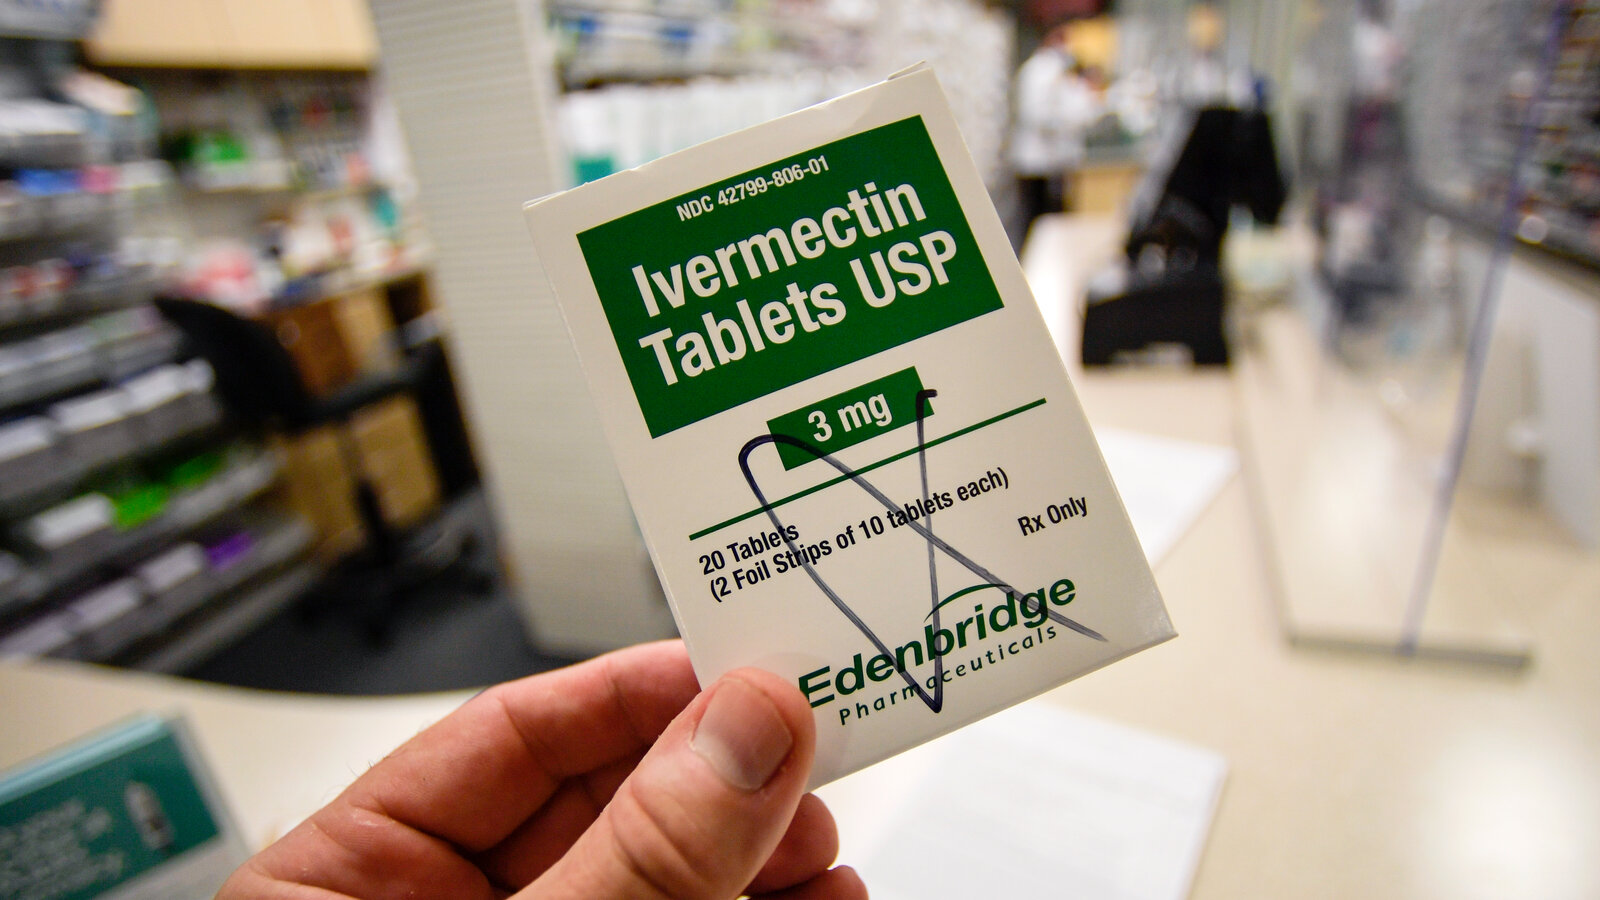 NDC 42799-806-01
Ivermectin
Tablets USP
3 mg
20 Tablets
(2 Foil Strips of 10 tablets each)
Rx Only
Edenbridge
Pharmaceuticals